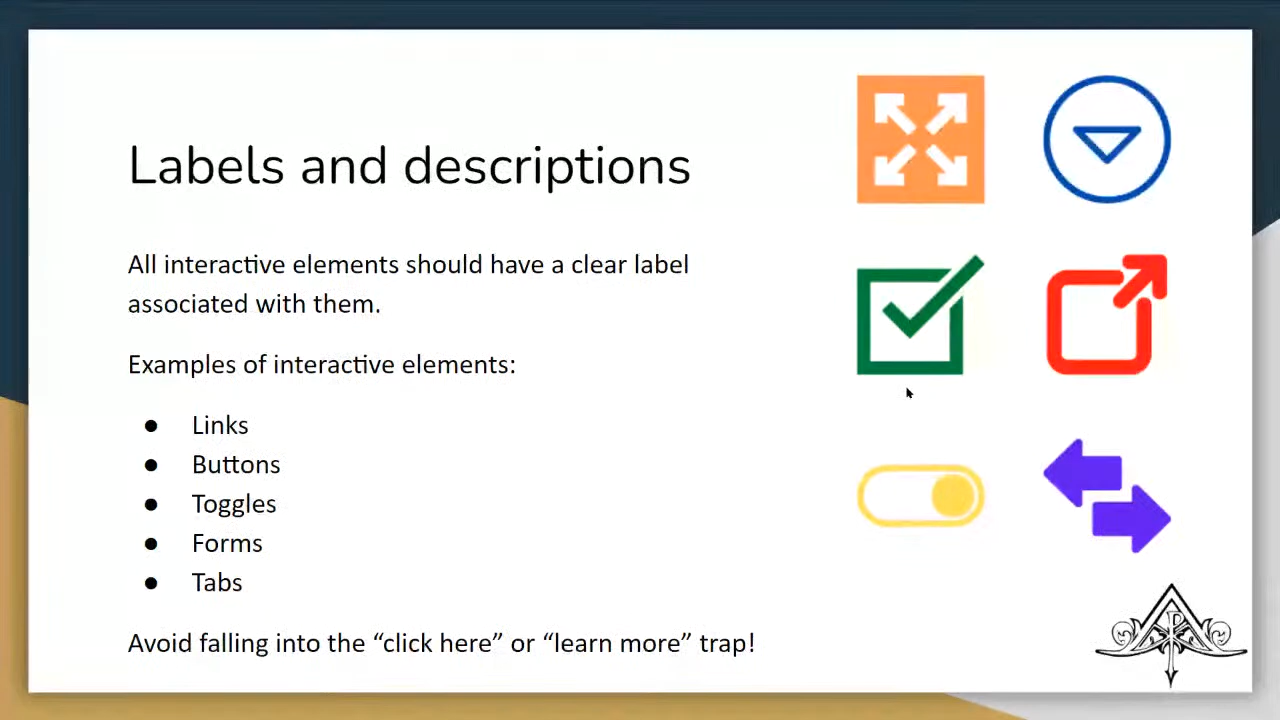 Labels and descriptions
All interactive elements should have a clear label
associated with them.
Examples of interactive elements:
● Links
● Buttons
● Toggles
● Forms
● Tabs
Avoid falling into the “click here” or “learn more” trap!